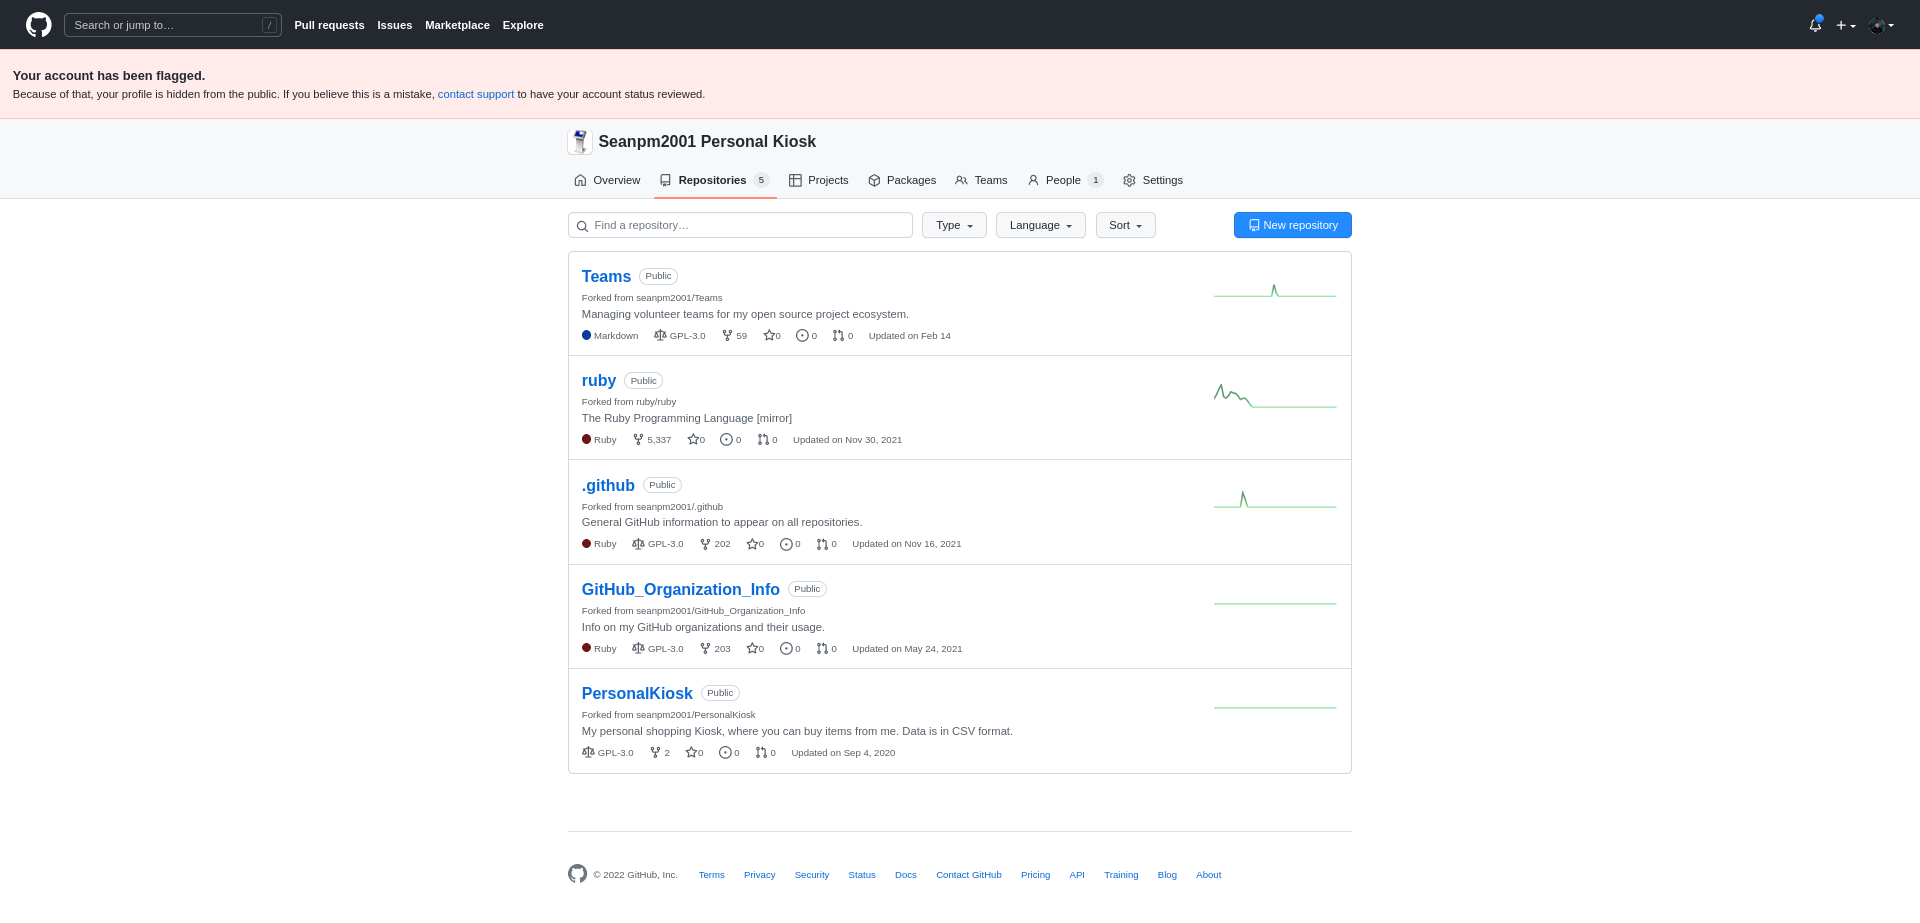 Search or jump to…
/
Pull requests Issues Marketplace Explore
Your account has been flagged.
Because of that, your profile is hidden from the public. If you believe this is a mistake, contact support to have your account status reviewed.
Seanpm2001 Personal Kiosk
Overview Repositories 5 Projects Packages Teams People 1 Settings
Find a repository… Type Language Sort New repository
Teams Public
Forked from seanpm2001/Teams
Managing volunteer teams for my open source project ecosystem.
Markdown GPL-3.0 59 0 0 0 Updated on Feb 14
ruby Public
Forked from ruby/ruby
The Ruby Programming Language [mirror]
Ruby 5,337 0 0 0 Updated on Nov 30, 2021
.github Public
Forked from seanpm2001/.github
General GitHub information to appear on all repositories.
Ruby GPL-3.0 202 0 0 0 Updated on Nov 16, 2021
GitHub_Organization_Info Public
Forked from seanpm2001/GitHub_Organization_Info
Info on my GitHub organizations and their usage.
Ruby GPL-3.0 203 0 0 0 Updated on May 24, 2021
PersonalKiosk Public
Forked from seanpm2001/PersonalKiosk
My personal shopping Kiosk, where you can buy items from me. Data is in CSV format.
GPL-3.0 2 0 0 0 Updated on Sep 4, 2020
© 2022 GitHub, Inc. Terms Privacy Security Status Docs Contact GitHub Pricing API Training Blog About